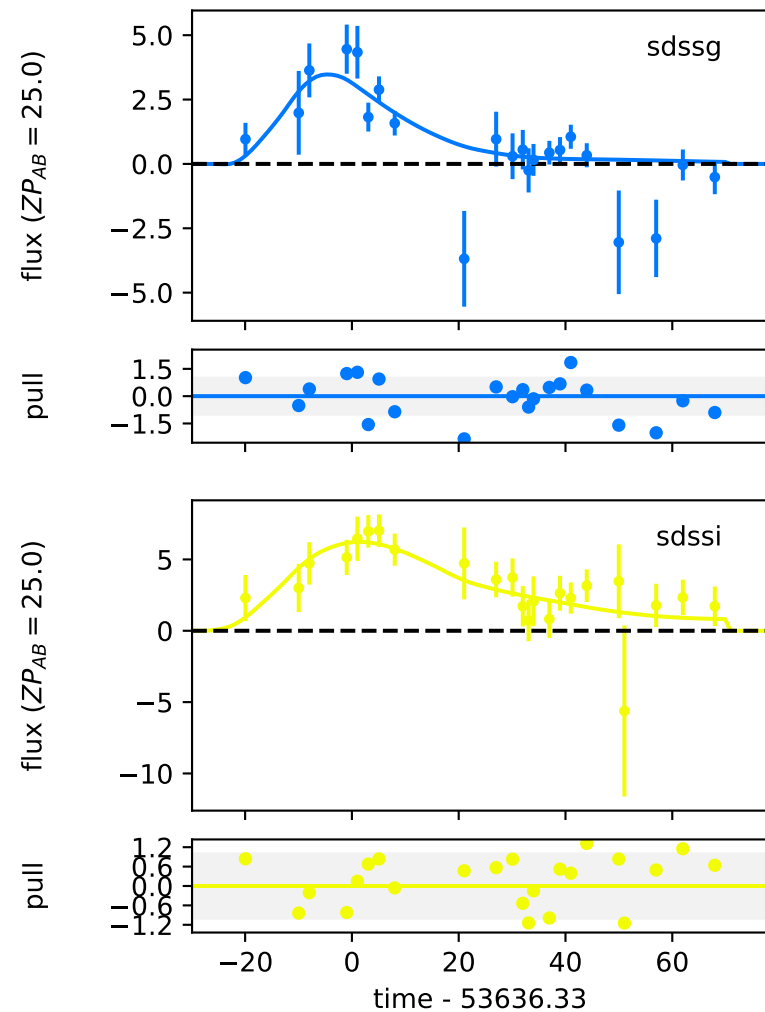 sdssg
flux (ZP_AB = 25.0)
5.0
2.5
0.0
−2.5
−5.0
pull
1.5
0.0
−1.5
sdssi
flux (ZP_AB = 25.0)
5
0
−5
−10
pull
1.2
0.6
0.0
−0.6
−1.2
−20 0 20 40 60
time - 53636.33